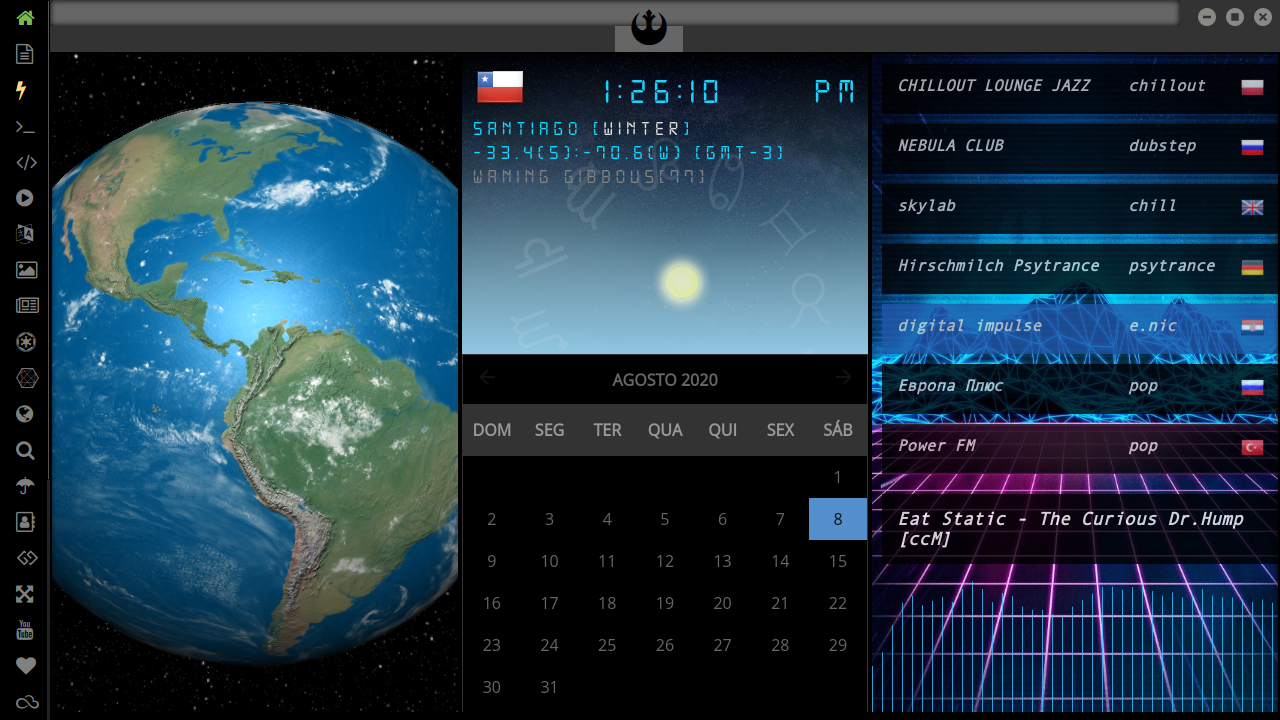 1:26:10 PM
SANTIAGO (WINTER)
-33.4(S):-70.6(W) (GMT-3)
WANING GIBBOUS(77)
AGOSTO 2020
DOM SEG TER QUA QUI SEX SÁB
1
2 3 4 5 6 7 8
9 10 11 12 13 14 15
16 17 18 19 20 21 22
23 24 25 26 27 28 29
30 31
CHILLOUT LOUNGE JAZZ chillout
NEBULA CLUB dubstep
skylab chill
Hirschmilch Psytrance psytrance
digital impulse e.nic
Европа Плюс pop
Power FM pop
Eat Static - The Curious Dr.Hump
[ccM]
You
Tube